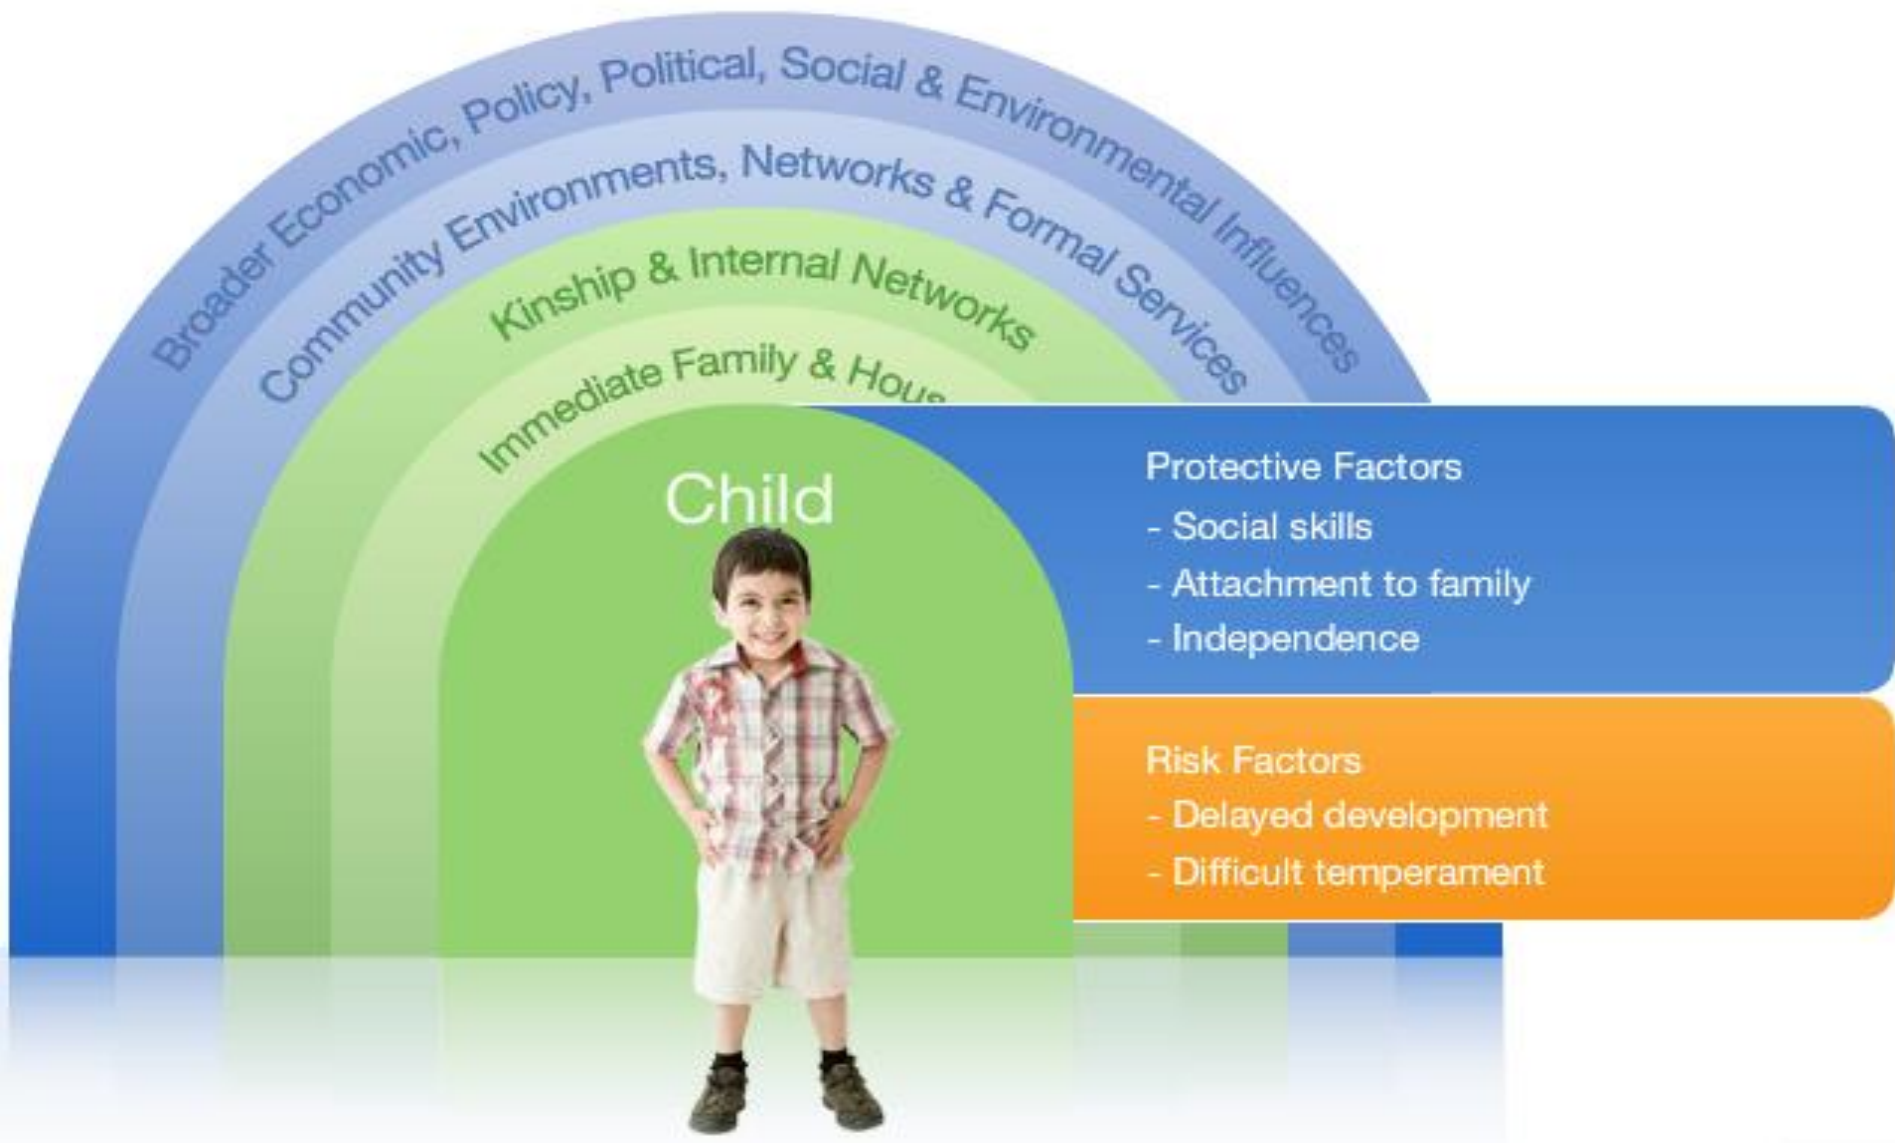 Broader Economic, Policy, Political, Social & Environmental Influences
Community Environments, Networks & Formal Services
Kinship & Internal Networks
Immediate Family &
Child
Protective Factors
- Social skills
- Attachment to family
- Independence
Risk Factors
- Delayed development
- Difficult temperament